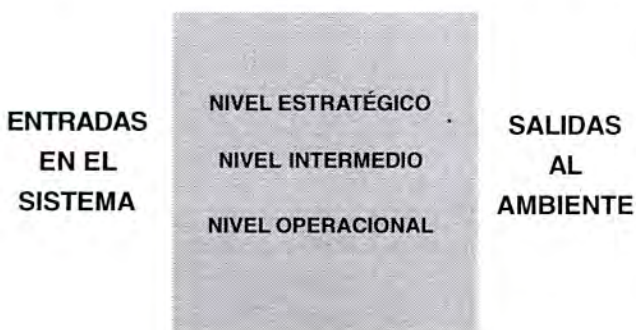 ENTRADAS
EN EL
SISTEMA
NIVEL ESTRATÉGICO
NIVEL INTERMEDIO
NIVEL OPERACIONAL
SALIDAS
AL
AMBIENTE